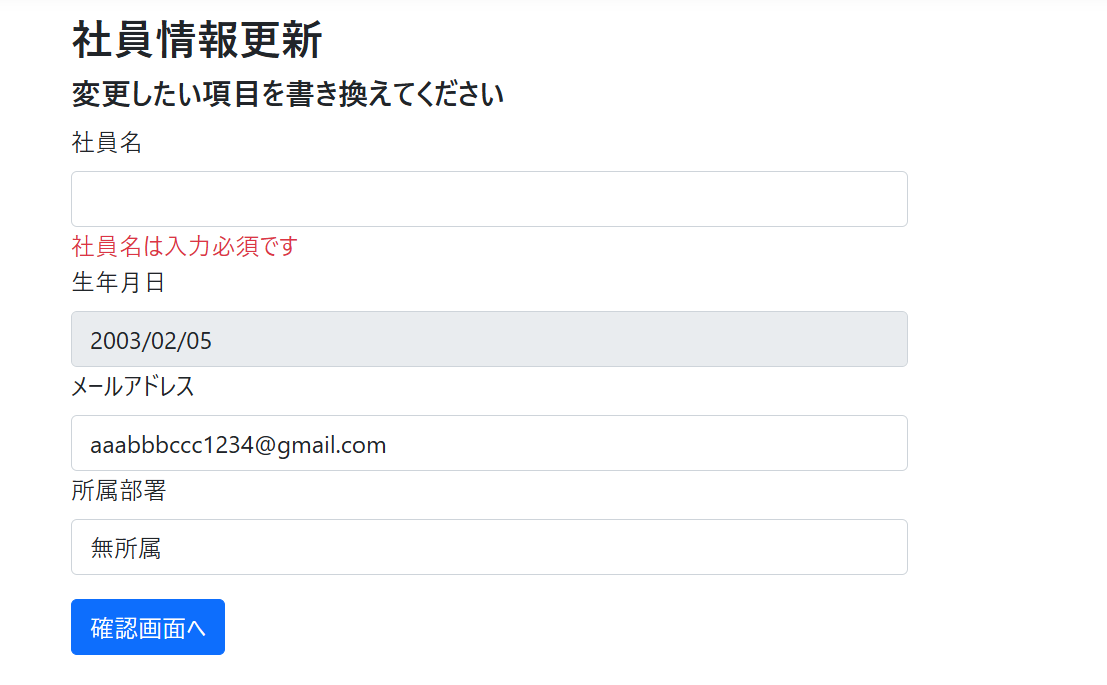 社員情報更新
変更したい項目を書き換えてください
社員名
社員名は入力必須です
生年月日
2003/02/05
メールアドレス
aaabbbccc1234@gmail.com
所属部署
無所属
確認画面へ